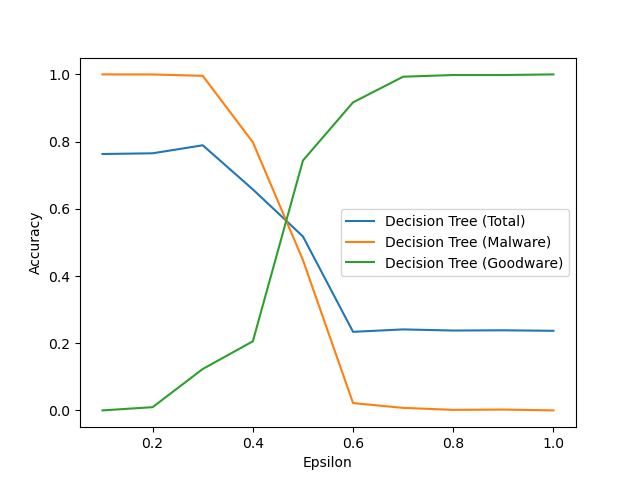 1.0
0.8
0.6
0.4
0.2
0.0
Accuracy
Decision Tree (Total)
Decision Tree (Malware)
Decision Tree (Goodware)
0.2
0.4
0.6
0.8
1.0
Epsilon